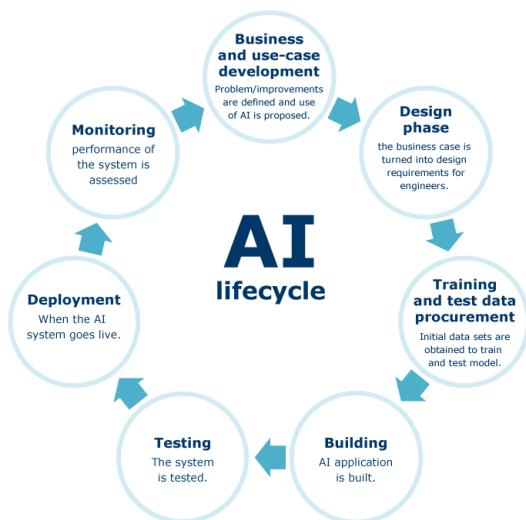 Business
and use-case
development
Problem/improvements
are defined and use
of AI is proposed.
Design
phase
the business case is
turned into design
requirements for
engineers.
Training
and test data
procurement
Initial data sets are
obtained to train
and test model.
Building
AI application
is built.
Testing
The system
is tested.
Deployment
When the AI
system goes live.
Monitoring
performance of
the system is
assessed
AI
lifecycle